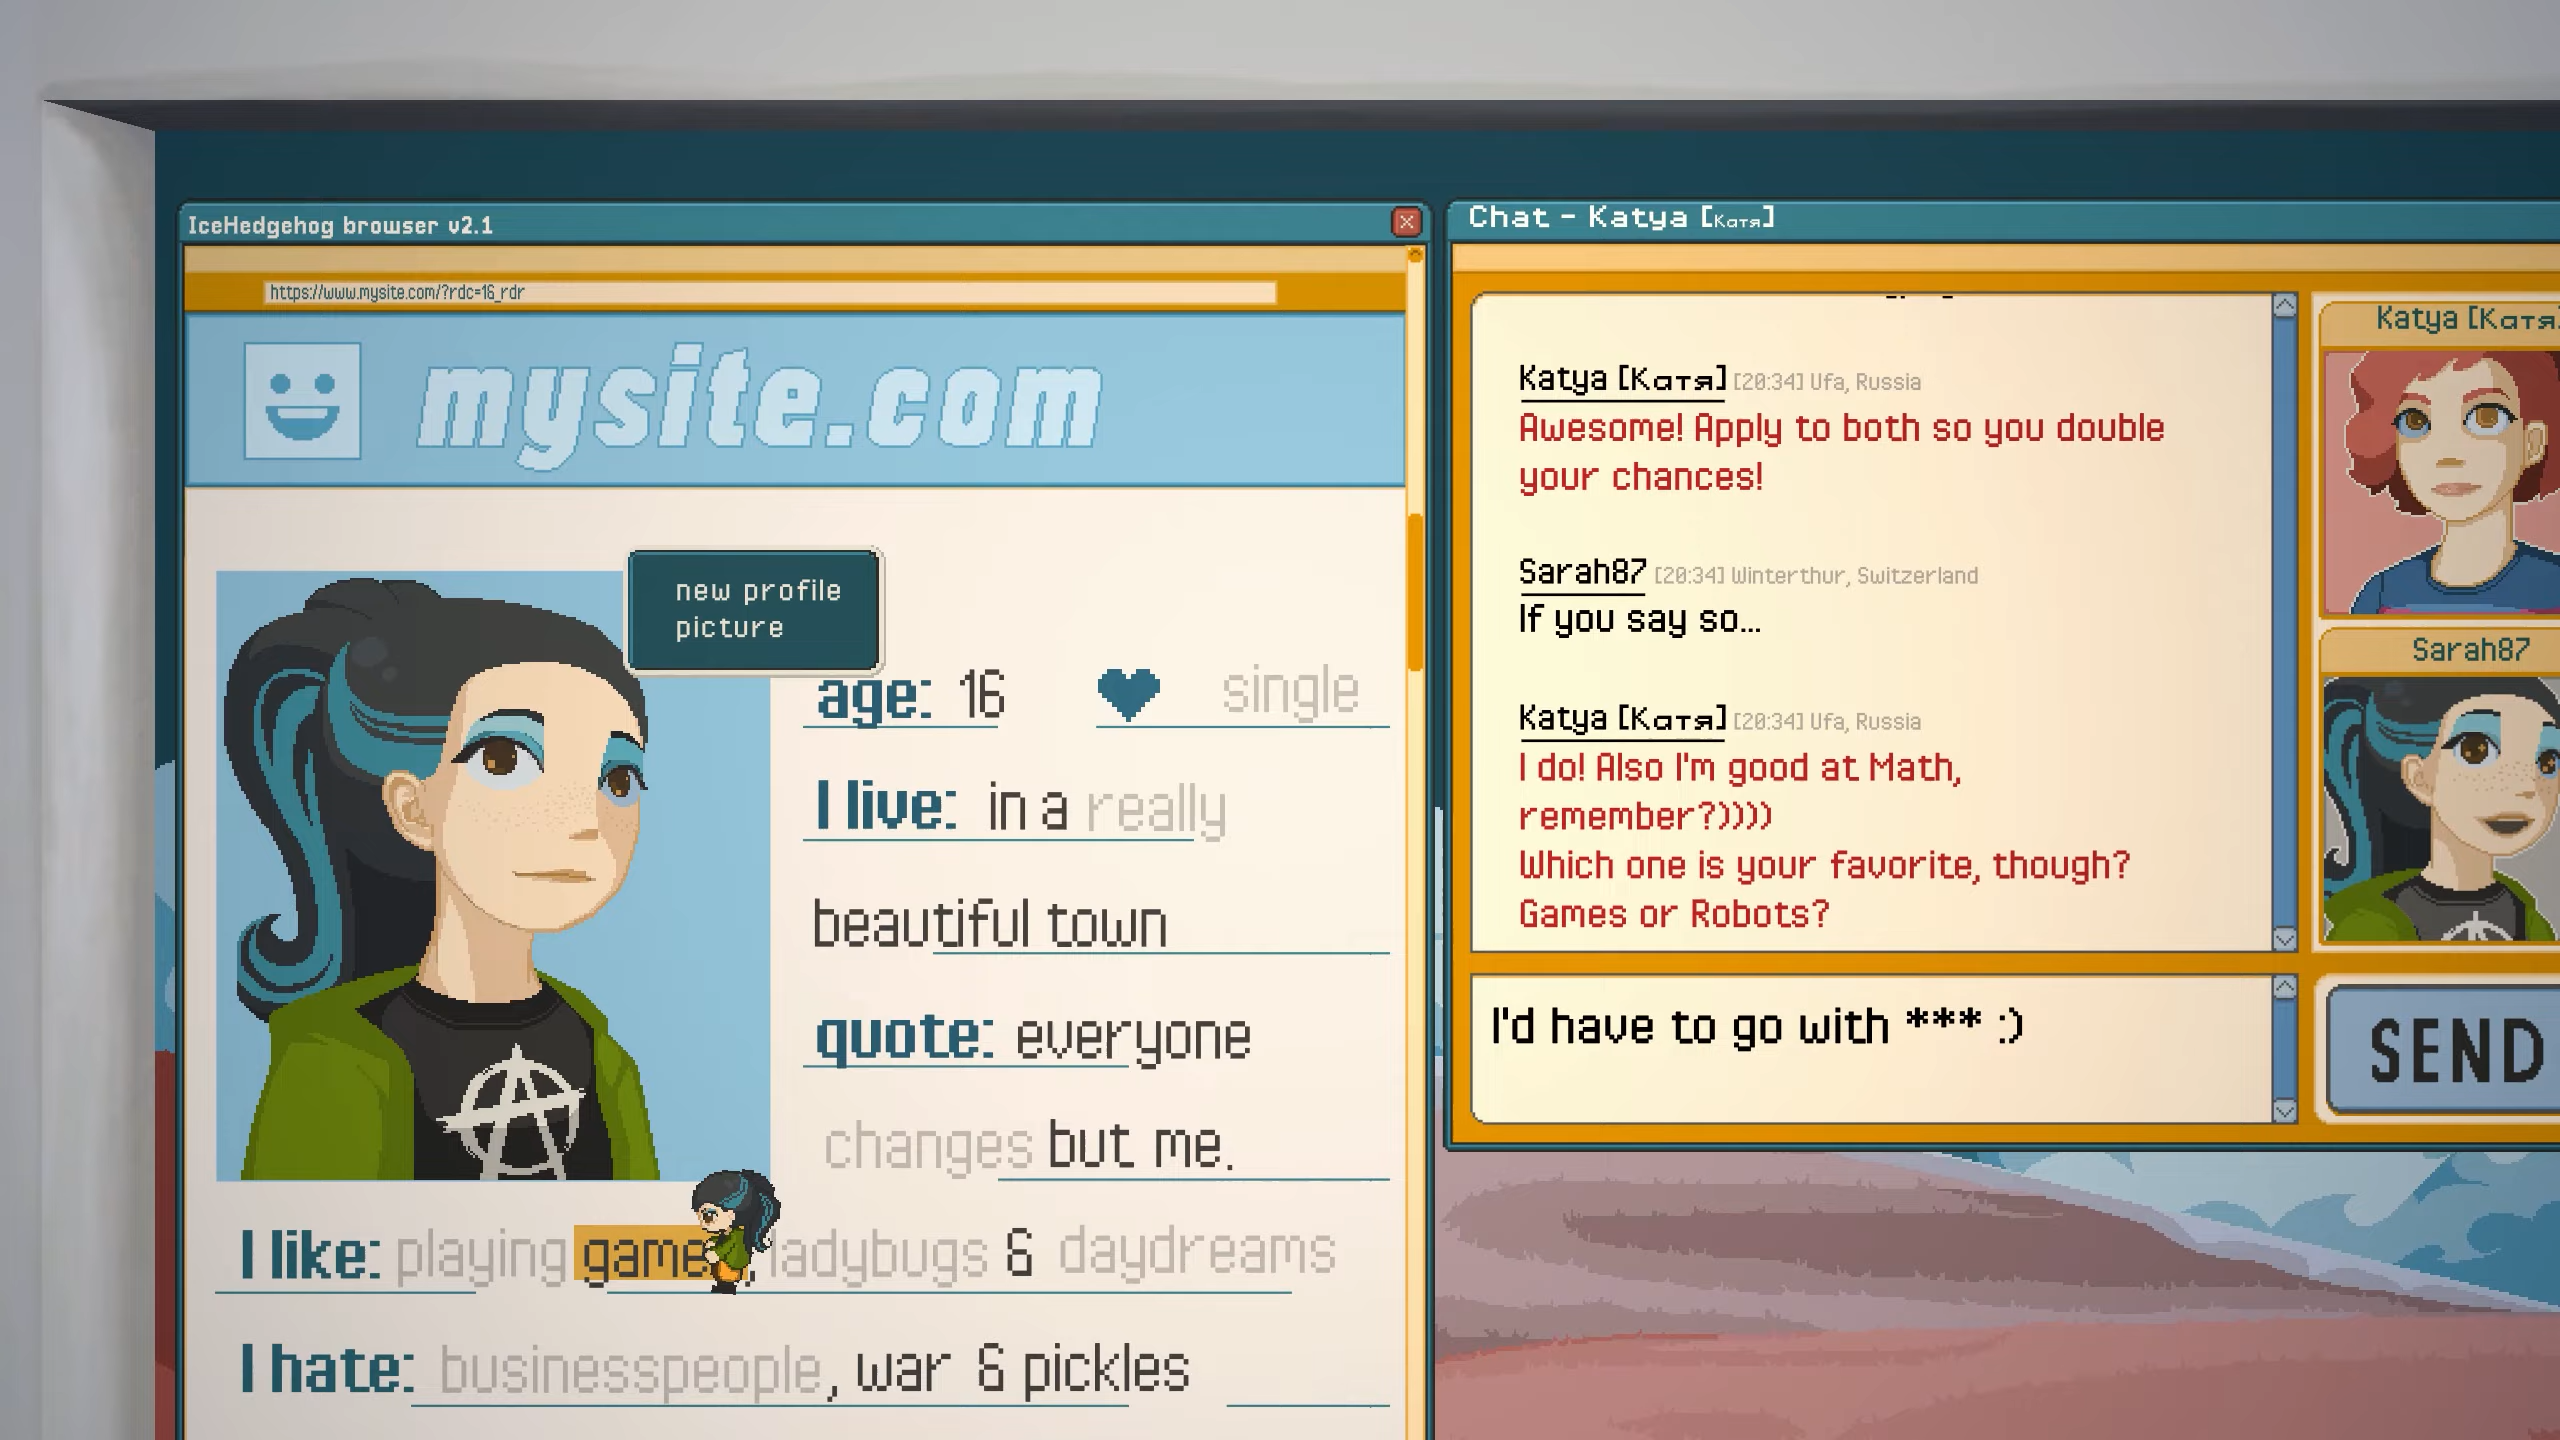 IceHedgehog browser v2.1
https://www.mysite.com/?rdc=16_rdr
mysite.com
new profile
picture
age: 16 single
I live: in a really
beautiful town
quote: everyone
changes but me.
I like: playing game , ladybugs & daydreams
I hate: businesspeople, war & pickles
Chat - Katya [Катя]
Katya [Катя] [20:34] Ufa, Russia
Awesome! Apply to both so you double
your chances!
Sarah87 [20:34] Winterthur, Switzerland
If you say so...
Katya [Катя] [20:34] Ufa, Russia
I do! Also I'm good at Math,
remember?))))
Which one is your favorite, though?
Games or Robots?
I'd have to go with *** :)
Katya [Катя]
Sarah87
SEND